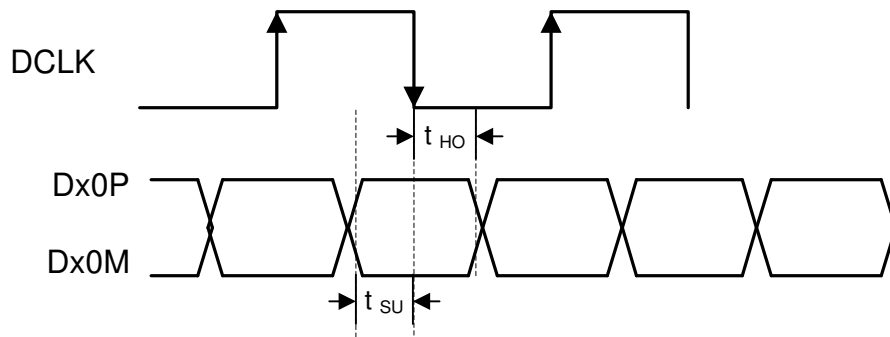 DCLK
t HO
Dx0P
Dx0M
t SU